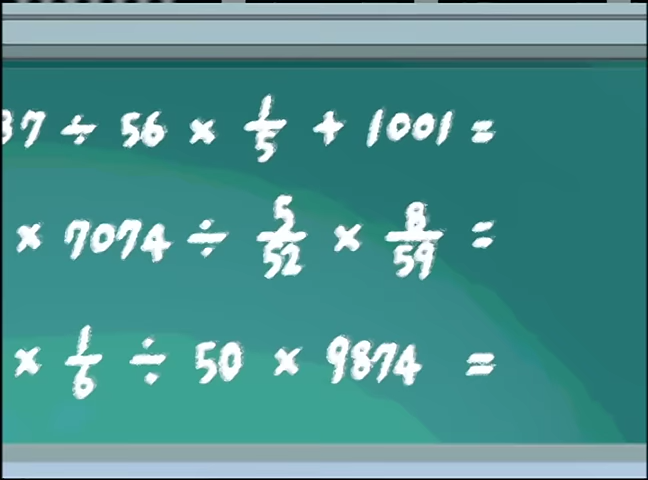 37 ÷ 56 × 1/5 + 1001 =
× 7074 ÷ 5/52 × 8/59 =
× 1/6 ÷ 50 × 9874 =